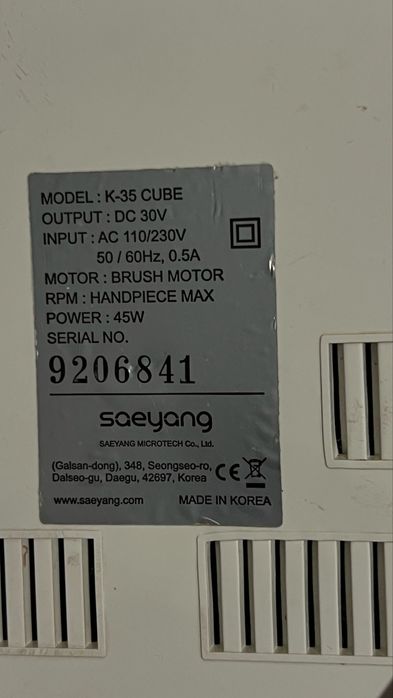 MODEL : K-35 CUBE
OUTPUT : DC 30V
INPUT : AC 110/230V
50 / 60Hz, 0.5A
MOTOR : BRUSH MOTOR
RPM : HANDPIECE MAX
POWER : 45W
SERIAL NO.
9206841
saeyang
SAEYANG MICROTECH Co., Ltd.
(Galsan-dong), 348, Seongseo-ro,
Dalseo-gu, Daegu, 42697, Korea CE
www.saeyang.com MADE IN KOREA